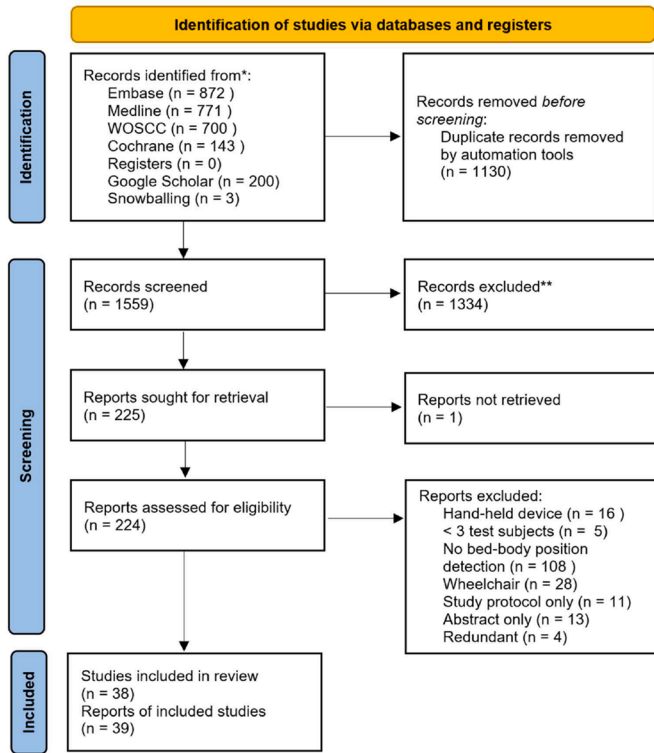 Identification of studies via databases and registers
Identification
Records identified from*:
Embase (n = 872 )
Medline (n = 771)
WOSCC (n = 700)
Cochrane (n = 143)
Registers (n = 0)
Google Scholar (n = 200)
Snowballing (n = 3)
Records removed before
screening:
Duplicate records removed
by automation tools
(n = 1130)
Screening
Records screened
(n = 1559)
Records excluded**
(n = 1334)
Reports sought for retrieval
(n = 225)
Reports not retrieved
(n = 1)
Reports assessed for eligibility
(n = 224)
Reports excluded:
Hand-held device (n = 16 )
< 3 test subjects (n =  5)
No bed-body position
detection (n = 108 )
Wheelchair (n = 28)
Study protocol only (n = 11)
Abstract only (n = 13)
Redundant (n = 4)
Included
Studies included in review
(n = 38)
Reports of included studies
(n = 39)